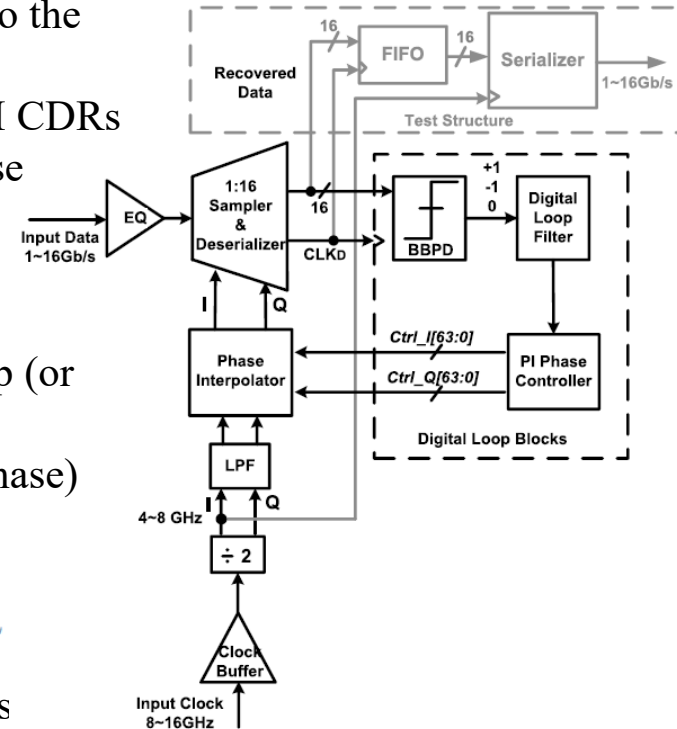 o the
CDRs
se
p (or
hase)
s
16
16
FIFO
Serializer
Recovered
Data
1~16Gb/s
Test Structure
1:16
Sampler
&
Deserializer
EQ
Input Data
1~16Gb/s
16
CLKD
+1
-1
0
BBPD
Digital
Loop
Filter
I
Q
Phase
Interpolator
Ctrl_I[63:0]
Ctrl_Q[63:0]
PI Phase
Controller
Digital Loop Blocks
LPF
I
Q
4~8 GHz
÷ 2
Clock
Buffer
Input Clock
8~16GHz